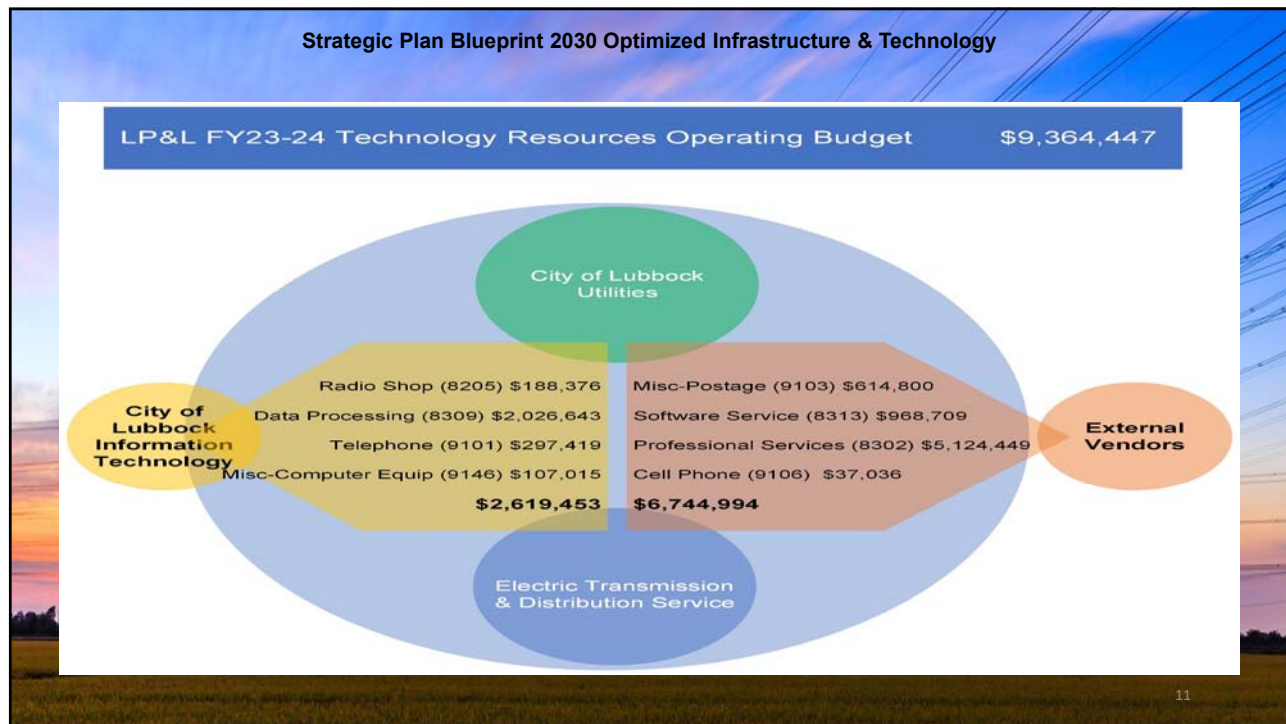 Strategic Plan Blueprint 2030 Optimized Infrastructure & Technology
LP&L FY23-24 Technology Resources Operating Budget $9,364,447
City of Lubbock
Utilities
City of
Lubbock
Information
Technology
Radio Shop (8205) $188,376
Data Processing (8309) $2,026,643
Telephone (9101) $297,419
Misc-Computer Equip (9146) $107,015
$2,619,453
Misc-Postage (9103) $614,800
Software Service (8313) $968,709
Professional Services (8302) $5,124,449
Cell Phone (9106) $37,036
$6,744,994
External
Vendors
Electric Transmission
& Distribution Service
11